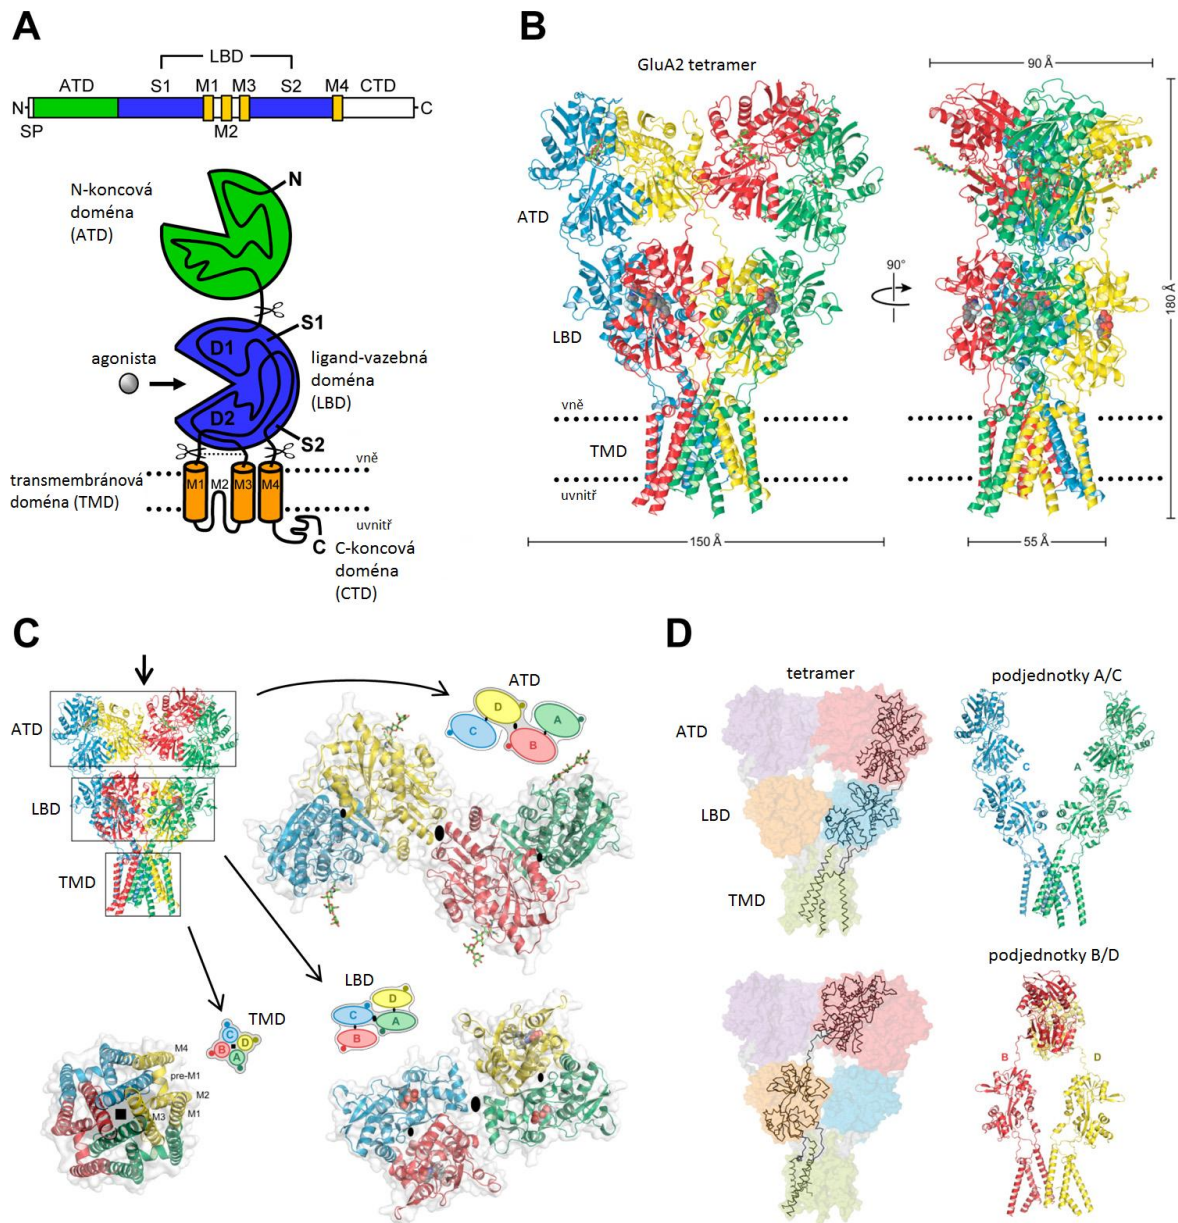 A
LBD
ATD S1 M1 M3 S2 M4 CTD
N C
SP M2
N-koncová
doména
(ATD)
N
S1
D1
agonista
ligand-vazebná
doména
(LBD)
D2
S2
transmembránová
doména (TMD)
M1 M2 M3 M4
vně
uvnitř
C
C-koncová
doména
(CTD)
B
GluA2 tetramer
90 Å
ATD
LBD
90°
180 Å
vně
TMD
uvnitř
150 Å
55 Å
C
ATD
LBD
TMD
ATD
D
C
A
B
LBD
D
C
A
B
TMD
C
B D
A
M4
pre-M1
M2
M3
M1
D
tetramer
podjednotky A/C
ATD
LBD
TMD
C
A
podjednotky B/D
B
D